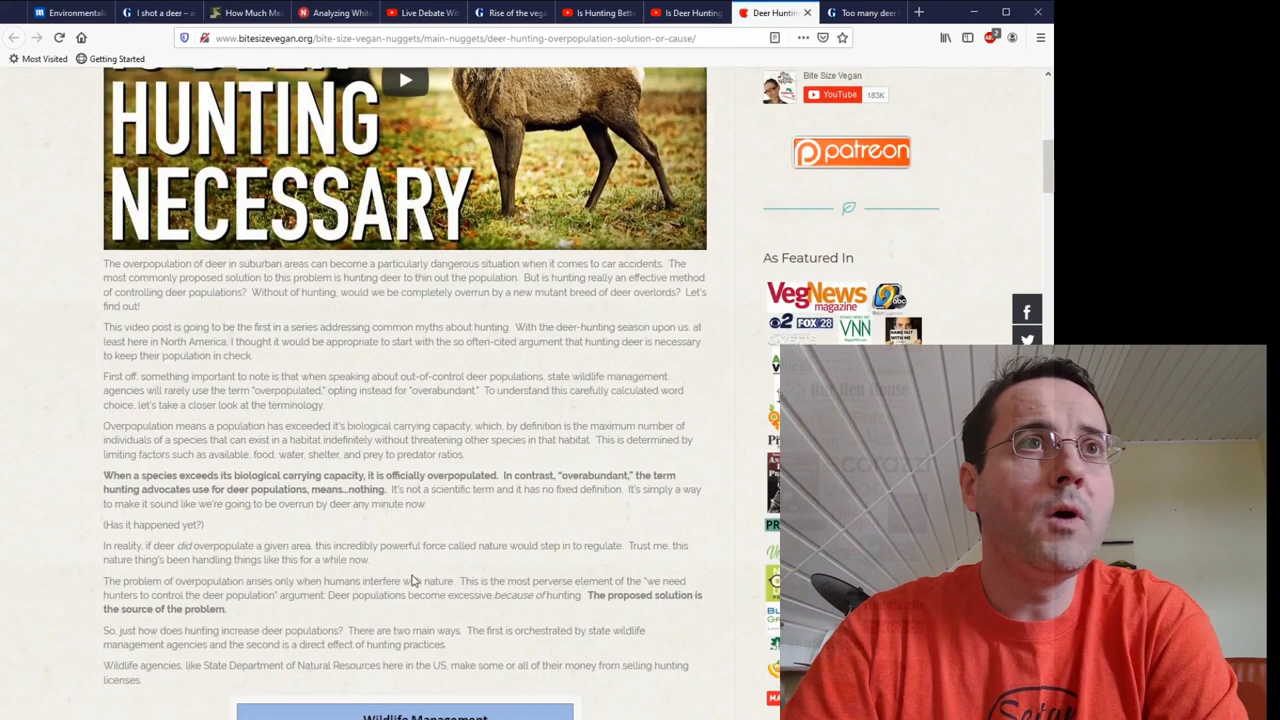 Environmenta
I shot a deer – a
How Much Me
Analyzing White
Live Debate Wit
Rise of the vega
Is Hunting Bett
Is Deer Hunting
Deer Huntin
Too many deer
www.bitesizevegan.org/bite-size-vegan-nuggets/main-nuggets/deer-hunting-overpopulation-solution-or-cause/
2
Most Visited
Getting Started
HUNTING
NECESSARY
Bite Size Vegan
YouTube 183K
patreon
As Featured In
VegNews
magazine
9 abc
2 FOX 28 VNN
GAZETTE
The overpopulation of deer in suburban areas can become a particularly dangerous situation when it comes to car accidents. The
most commonly proposed solution to this problem is hunting deer to thin out the population. But is hunting really an effective method
of controlling deer populations? Without of hunting, would we be completely overrun by a new mutant breed of deer overlords? Let's
find out!
This video post is going to be the first in a series addressing common myths about hunting. With the deer-hunting season upon us, at
least here in North America, I thought it would be appropriate to start with the so often-cited argument that hunting deer is necessary
to keep their population in check.
First off, something important to note is that when speaking about out-of-control deer populations, state wildlife management
agencies will rarely use the term "overpopulated," opting instead for "overabundant." To understand this carefully calculated word
choice, let's take a closer look at the terminology.
Overpopulation means a population has exceeded it's biological carrying capacity, which, by definition is the maximum number of
individuals of a species that can exist in a habitat indefinitely without threatening other species in that habitat. This is determined by
limiting factors such as available, food, water, shelter, and prey to predator ratios.
When a species exceeds its biological carrying capacity, it is officially overpopulated. In contrast, "overabundant," the term
hunting advocates use for deer populations, means...nothing. It's not a scientific term and it has no fixed definition. It's simply a way
to make it sound like we're going to be overrun by deer any minute now.
(Has it happened yet?)
In reality, if deer did overpopulate a given area, this incredibly powerful force called nature would step in to regulate. Trust me, this
nature thing's been handling things like this for a while now.
The problem of overpopulation arises only when humans interfere with nature. This is the most perverse element of the "we need
hunters to control the deer population" argument: Deer populations become excessive because of hunting. The proposed solution is
the source of the problem.
So, just how does hunting increase deer populations? There are two main ways. The first is orchestrated by state wildlife
management agencies and the second is a direct effect of hunting practices.
Wildlife agencies, like State Department of Natural Resources here in the US, make some or all of their money from selling hunting
licenses.
Wildlife Management